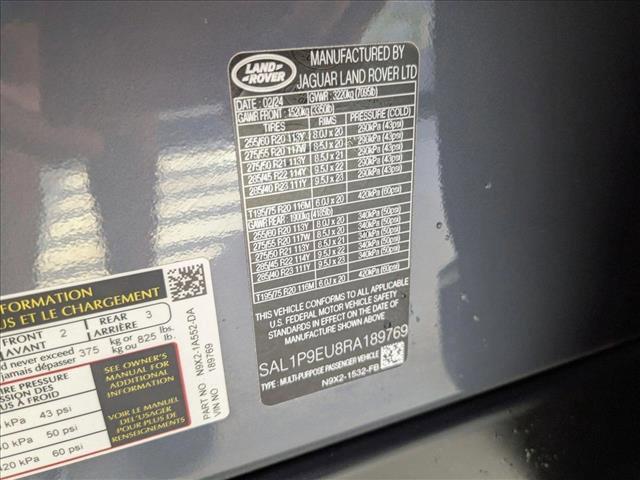 LAND ROVER
MANUFACTURED BY
JAGUAR LAND ROVER LTD
DATE: 02/24 GVWR: 3220kg (7095lb)
GAWR FRONT: 1520kg (3350lb)
TIRES RIMS PRESSURE (COLD)
255/60 R20 113Y 8.0J x 20 290kPa (43psi)
275/55 R20 117W 8.5J x 20 290kPa (43psi)
275/50 R21 113Y 8.5J x 21 290kPa (43psi)
285/45 R22 114Y 9.5J x 22 290kPa (43psi)
285/40 R23 111Y 9.5J x 23 290kPa (43psi)
T195/75 R20 116M 6.0J x 20 420kPa (60psi)
GAWR REAR: 1900kg (4185lb)
255/60 R20 113Y 8.0J x 20 340kPa (50psi)
275/55 R20 117W 8.5J x 20 340kPa (50psi)
275/50 R21 113Y 8.5J x 21 340kPa (50psi)
285/45 R22 114Y 9.5J x 22 340kPa (50psi)
285/40 R23 111Y 9.5J x 23 340kPa (50psi)
T195/75 R20 116M 6.0J x 20 420kPa (60psi)
THIS VEHICLE CONFORMS TO ALL APPLICABLE U.S.
FEDERAL MOTOR VEHICLE SAFETY
STANDARDS IN EFFECT ON THE DATE OF
MANUFACTURE SHOWN ABOVE.
SAL1P9EU8RA189769
TYPE: MULTI-PURPOSE PASSENGER VEHICLE
N9X2-1532-FB
INFORMATION
US ET LE CHARGEMENT
FRONT 2 REAR 3
AVANT ARRIÈRE
never exceed 375 kg or 825 lbs.
jamais dépasser kg ou lb.
PRESSURE
PRESSION DES
À FROID
kPa 43 psi
kPa 50 psi
420 kPa 60 psi
SEE OWNER'S
MANUAL FOR
ADDITIONAL
INFORMATION
VOIR LE MANUEL
DE L'USAGER
POUR PLUS DE
RENSEIGNEMENTS
PART NO N9X2-1A552-DA
VIN NO 189769